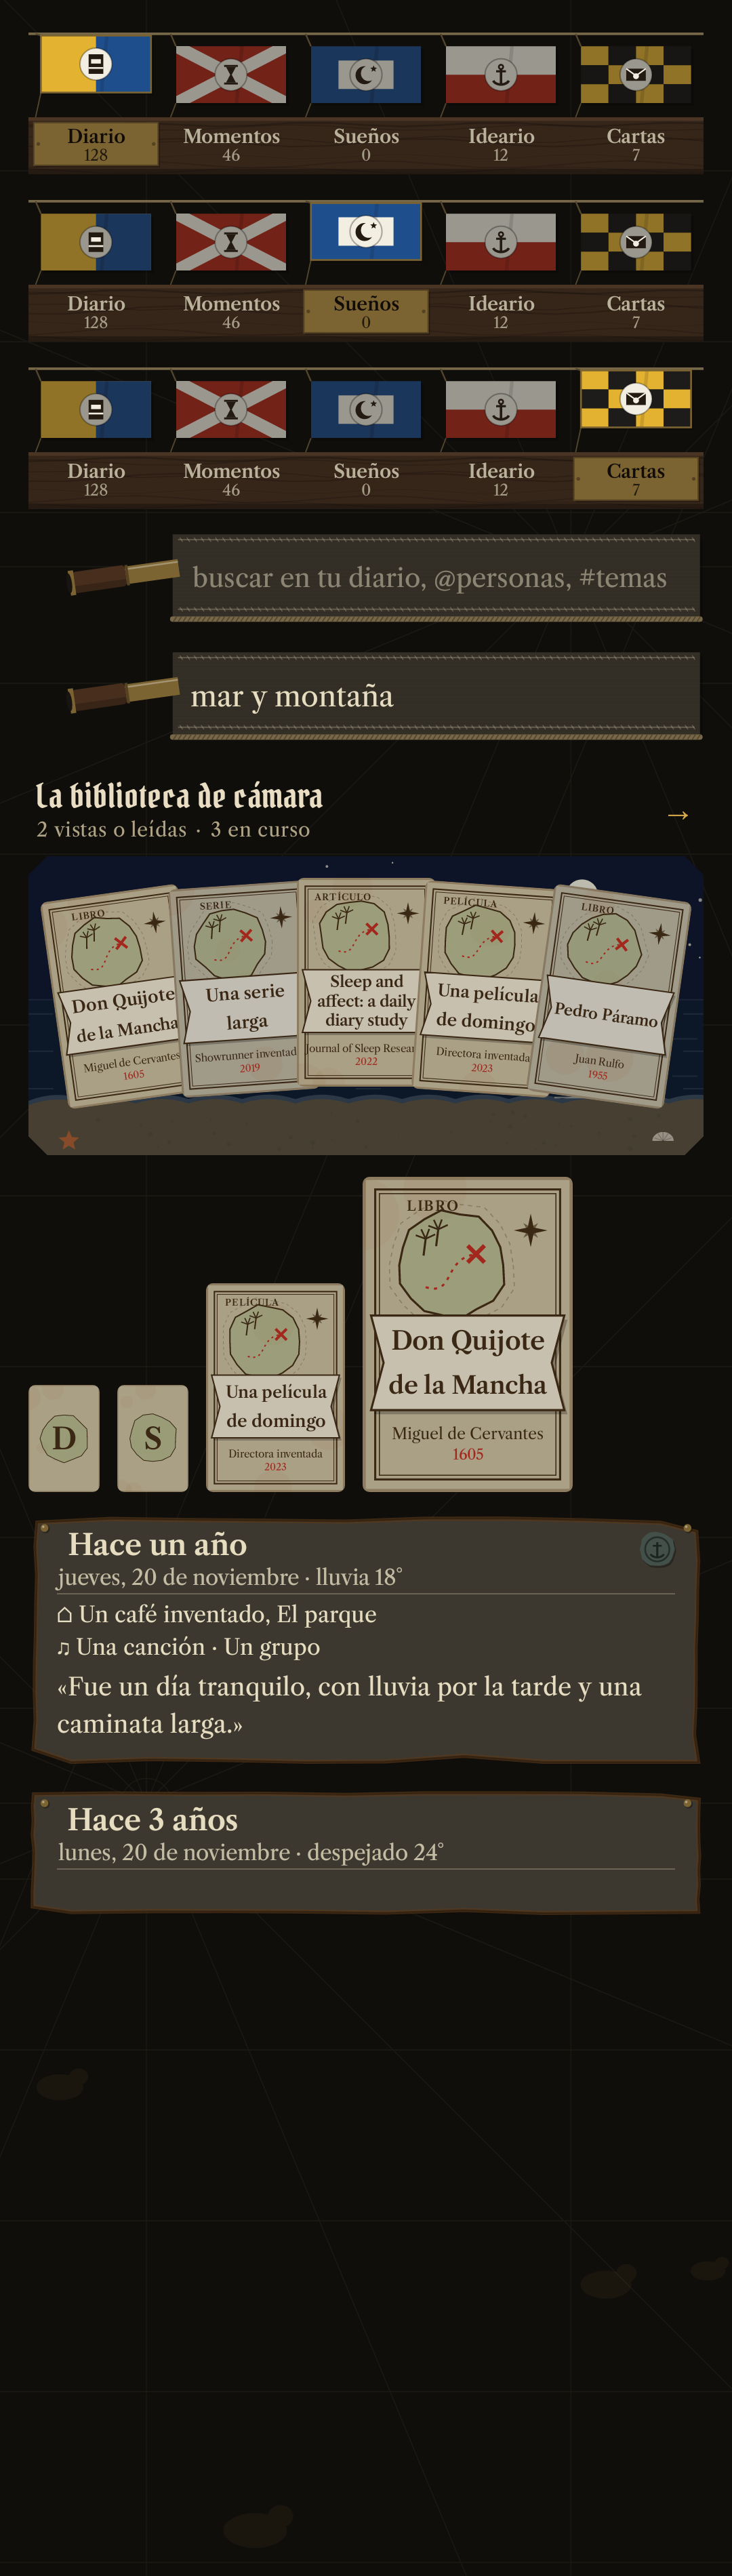 Diario Momentos Sueños Ideario Cartas
128 46 0 12 7
Diario Momentos Sueños Ideario Cartas
128 46 0 12 7
Diario Momentos Sueños Ideario Cartas
128 46 0 12 7
buscar en tu diario, @personas, #temas
mar y montaña
La biblioteca de cámara
→
2 vistas o leídas · 3 en curso
LIBRO
Don Quijote
de la Mancha
Miguel de Cervantes
1605
SERIE
Una serie
larga
Showrunner inventad
2019
ARTÍCULO
Sleep and
affect: a daily
diary study
Journal of Sleep Resear
2022
PELÍCULA
Una película
de domingo
Directora inventada
2023
LIBRO
Pedro Páramo
Juan Rulfo
1955
D
S
PELÍCULA
Una película
de domingo
Directora inventada
2023
LIBRO
Don Quijote
de la Mancha
Miguel de Cervantes
1605
Hace un año
jueves, 20 de noviembre · lluvia 18°
⌂ Un café inventado, El parque
♫ Una canción · Un grupo
«Fue un día tranquilo, con lluvia por la tarde y una
caminata larga.»
Hace 3 años
lunes, 20 de noviembre · despejado 24°